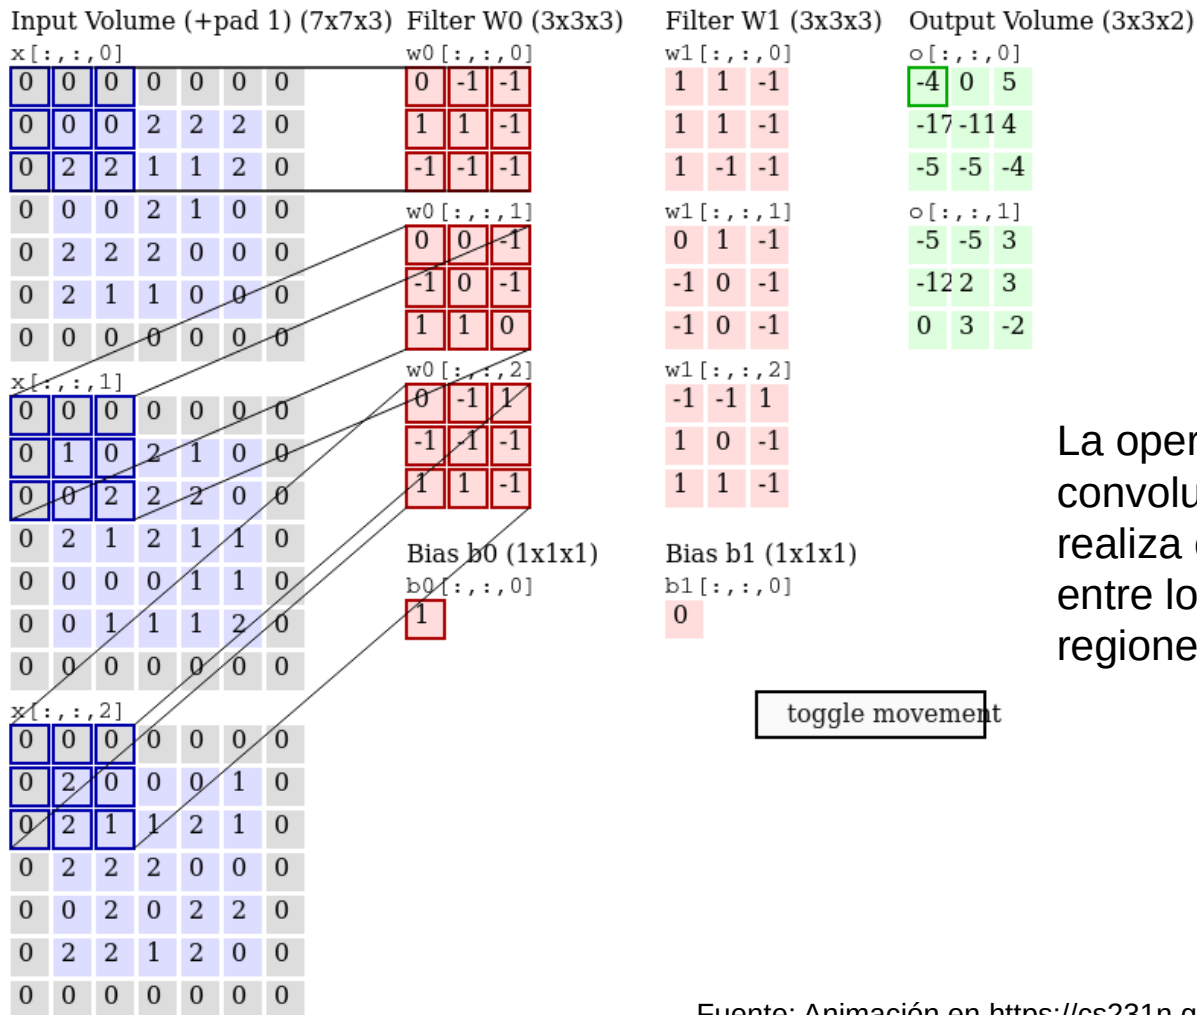 Input Volume (+pad 1) (7x7x3)
x[:,:,0]
0 0 0 0 0 0 0
0 0 0 2 2 2 0
0 2 2 1 1 2 0
0 0 0 2 1 0 0
0 2 2 2 0 0 0
0 2 1 1 0 0 0
0 0 0 0 0 0 0
x[:,:,1]
0 0 0 0 0 0 0
0 1 0 2 1 0 0
0 0 2 2 2 0 0
0 2 1 2 1 1 0
0 0 0 0 1 1 0
0 0 1 1 1 2 0
0 0 0 0 0 0 0
x[:,:,2]
0 0 0 0 0 0 0
0 2 0 0 0 1 0
0 2 1 1 2 1 0
0 2 2 2 0 0 0
0 0 2 0 2 2 0
0 2 2 1 2 0 0
0 0 0 0 0 0 0
Filter W0 (3x3x3)
w0[:,:,0]
0 -1 -1
1 1 -1
-1 -1 -1
w0[:,:,1]
0 0 -1
-1 0 -1
1 1 0
w0[:,:,2]
0 -1 1
-1 -1 -1
1 1 -1
Bias b0 (1x1x1)
b0[:,:,0]
1
Filter W1 (3x3x3)
w1[:,:,0]
1 1 -1
1 1 -1
1 -1 -1
w1[:,:,1]
0 1 -1
-1 0 -1
-1 0 -1
w1[:,:,2]
-1 -1 1
1 0 -1
1 1 -1
Bias b1 (1x1x1)
b1[:,:,0]
0
Output Volume (3x3x2)
o[:,:,0]
-4 0 5
-17 -11 4
-5 -5 -4
o[:,:,1]
-5 -5 3
-12 2 3
0 3 -2
toggle movement
La oper
convolu
realiza
entre lo
regione
Fuente: Animación en https://cs231n.g